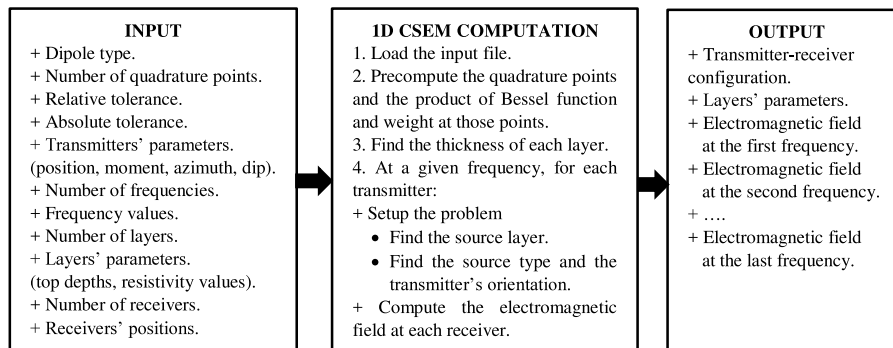 INPUT
+ Dipole type.
+ Number of quadrature points.
+ Relative tolerance.
+ Absolute tolerance.
+ Transmitters' parameters.
(position, moment, azimuth, dip).
+ Number of frequencies.
+ Frequency values.
+ Number of layers.
+ Layers' parameters.
(top depths, resistivity values).
+ Number of receivers.
+ Receivers' positions.
1D CSEM COMPUTATION
1. Load the input file.
2. Precompute the quadrature points
and the product of Bessel function
and weight at those points.
3. Find the thickness of each layer.
4. At a given frequency, for each
transmitter:
+ Setup the problem
• Find the source layer.
• Find the source type and the
transmitter's orientation.
+ Compute the electromagnetic
field at each receiver.
OUTPUT
+ Transmitter-receiver
configuration.
+ Layers' parameters.
+ Electromagnetic field
at the first frequency.
+ Electromagnetic field
at the second frequency.
+ ….
+ Electromagnetic field
at the last frequency.